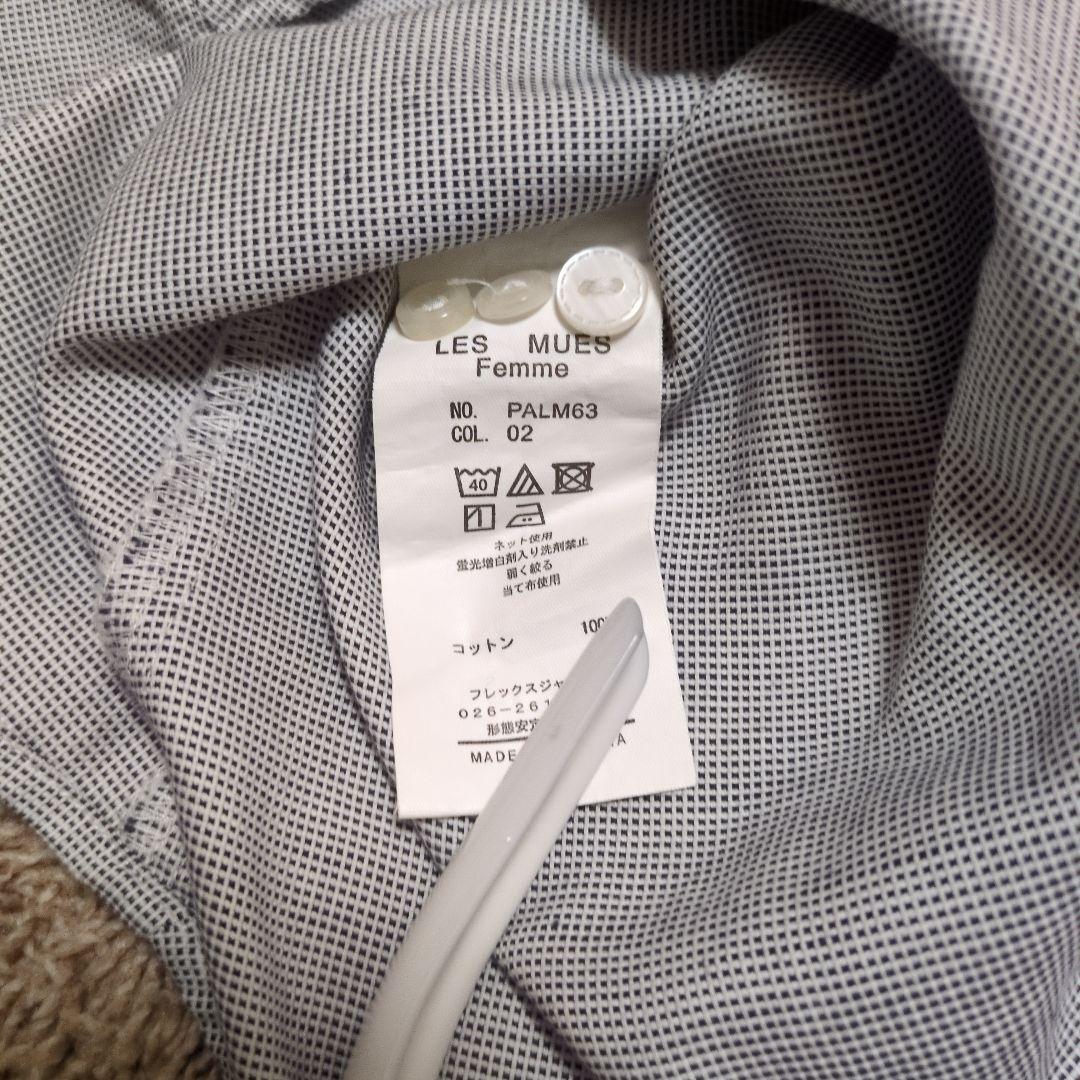 LES MUES
Femme
NO. PALM63
COL. 02
40
ネット使用
蛍光増白剤入り洗剤禁止
弱く絞る
当て布使用
コットン
フレックスジャ
026-261
形態安定
MADE